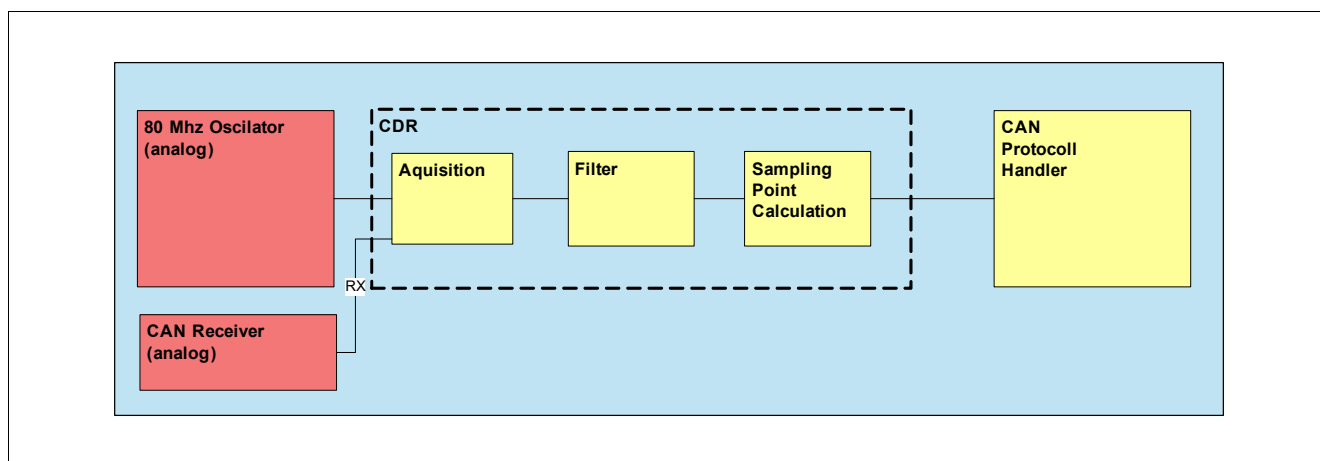 80 Mhz Oscilator
(analog)
CDR
Aquisition
Filter
Sampling
Point
Calculation
CAN
Protocoll
Handler
RX
CAN Receiver
(analog)